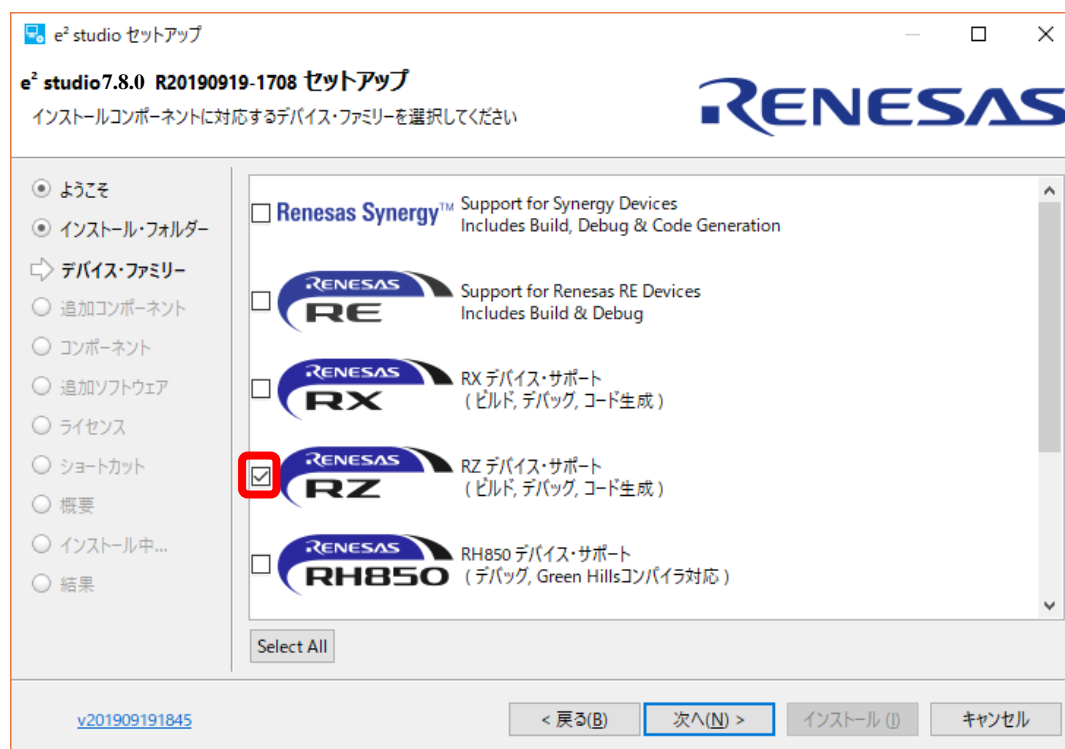 e² studio セットアップ
e² studio7.8.0 R20190919-1708 セットアップ
インストールコンポーネントに対応するデバイス・ファミリーを選択してください
RENESAS
ようこそ
インストール・フォルダー
デバイス・ファミリー
追加コンポーネント
コンポーネント
追加ソフトウェア
ライセンス
ショートカット
概要
インストール中...
結果
Renesas Synergy™
Support for Synergy Devices
Includes Build, Debug & Code Generation
RENESAS
RE
Support for Renesas RE Devices
Includes Build & Debug
RENESAS
RX
RX デバイス・サポート
( ビルド, デバッグ, コード生成 )
RENESAS
RZ
RZ デバイス・サポート
( ビルド, デバッグ, コード生成 )
RENESAS
RH850
RH850 デバイス・サポート
( デバッグ, Green Hillsコンパイラ対応 )
Select All
v201909191845
< 戻る(B)
次へ(N) >
インストール (I)
キャンセル